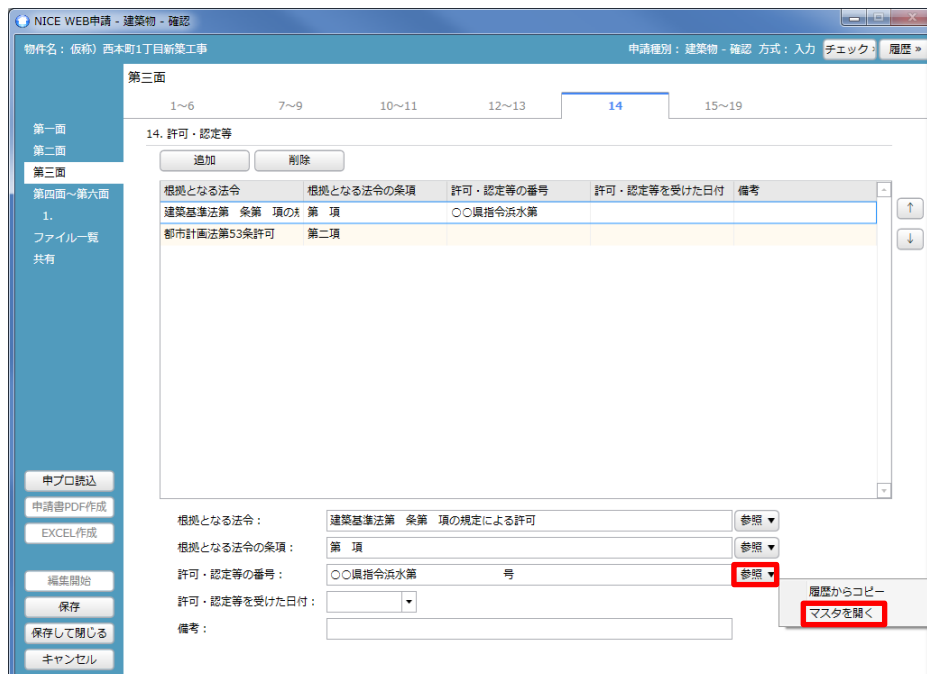 NICE WEB申請 - 建築物 - 確認
物件名： 仮称）西本町1丁目新築工事 申請種別： 建築物 - 確認 方式： 入力 チェック » 履歴 »
第三面
1～6 7～9 10～11 12～13 14 15～19
第一面
第二面
第三面
第四面～第六面
1.
ファイル一覧
共有
14. 許可・認定等
追加 削除
根拠となる法令 根拠となる法令の条項 許可・認定等の番号 許可・認定等を受けた日付 備考
建築基準法第　条第　項の規 第　項 〇〇県指令浜水第
都市計画法第53条許可 第二項
↑
↓
申プロ読込
申請書PDF作成
EXCEL作成
編集開始
保存
保存して閉じる
キャンセル
根拠となる法令： 建築基準法第　条第　項の規定による許可 参照 ▼
根拠となる法令の条項： 第　項 参照 ▼
許可・認定等の番号： 〇〇県指令浜水第　　　　　　　号 参照 ▼
許可・認定等を受けた日付：
備考：
履歴からコピー
マスタを開く